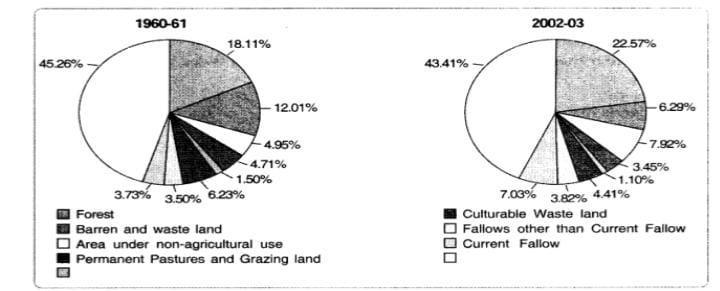 1960-61
2002-03
18.11%
12.01%
4.95%
4.71%
1.50%
6.23%
3.50%
3.73%
45.26%
22.57%
6.29%
7.92%
3.45%
1.10%
4.41%
3.82%
7.03%
43.41%
Forest
Barren and waste land
Area under non-agricultural use
Permanent Pastures and Grazing land
Culturable Waste land
Fallows other than Current Fallow
Current Fallow